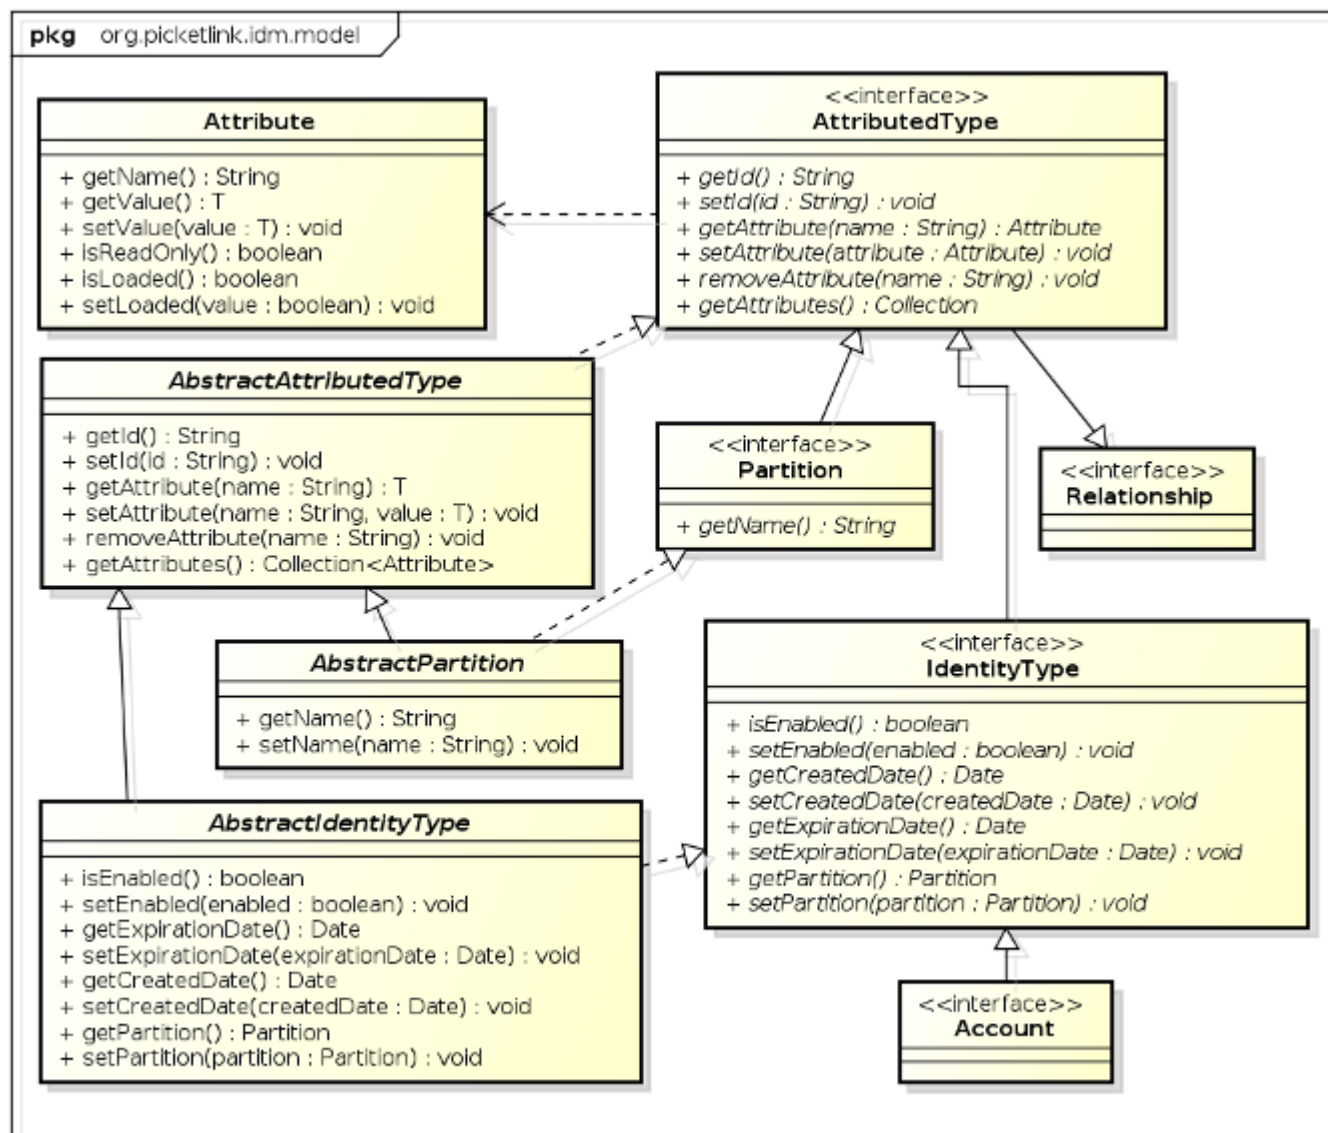 pkg org.picketlink.idm.model
Attribute
+ getName() : String
+ getValue() : T
+ setValue(value : T) : void
+ isReadOnly() : boolean
+ isLoaded() : boolean
+ setLoaded(value : boolean) : void
<<interface>>
AttributedType
+ getId() : String
+ setId(id : String) : void
+ getAttribute(name : String) : Attribute
+ setAttribute(attribute : Attribute) : void
+ removeAttribute(name : String) : void
+ getAttributes() : Collection
AbstractAttributedType
+ getId() : String
+ setId(id : String) : void
+ getAttribute(name : String) : T
+ setAttribute(name : String, value : T) : void
+ removeAttribute(name : String) : void
+ getAttributes() : Collection<Attribute>
<<interface>>
Partition
+ getName() : String
<<interface>>
Relationship
AbstractPartition
+ getName() : String
+ setName(name : String) : void
<<interface>>
IdentityType
+ isEnabled() : boolean
+ setEnabled(enabled : boolean) : void
+ getCreatedDate() : Date
+ setCreatedDate(createdDate : Date) : void
+ getExpirationDate() : Date
+ setExpirationDate(expirationDate : Date) : void
+ getPartition() : Partition
+ setPartition(partition : Partition) : void
AbstractIdentityType
+ isEnabled() : boolean
+ setEnabled(enabled : boolean) : void
+ getExpirationDate() : Date
+ setExpirationDate(expirationDate : Date) : void
+ getCreatedDate() : Date
+ setCreatedDate(createdDate : Date) : void
+ getPartition() : Partition
+ setPartition(partition : Partition) : void
<<interface>>
Account